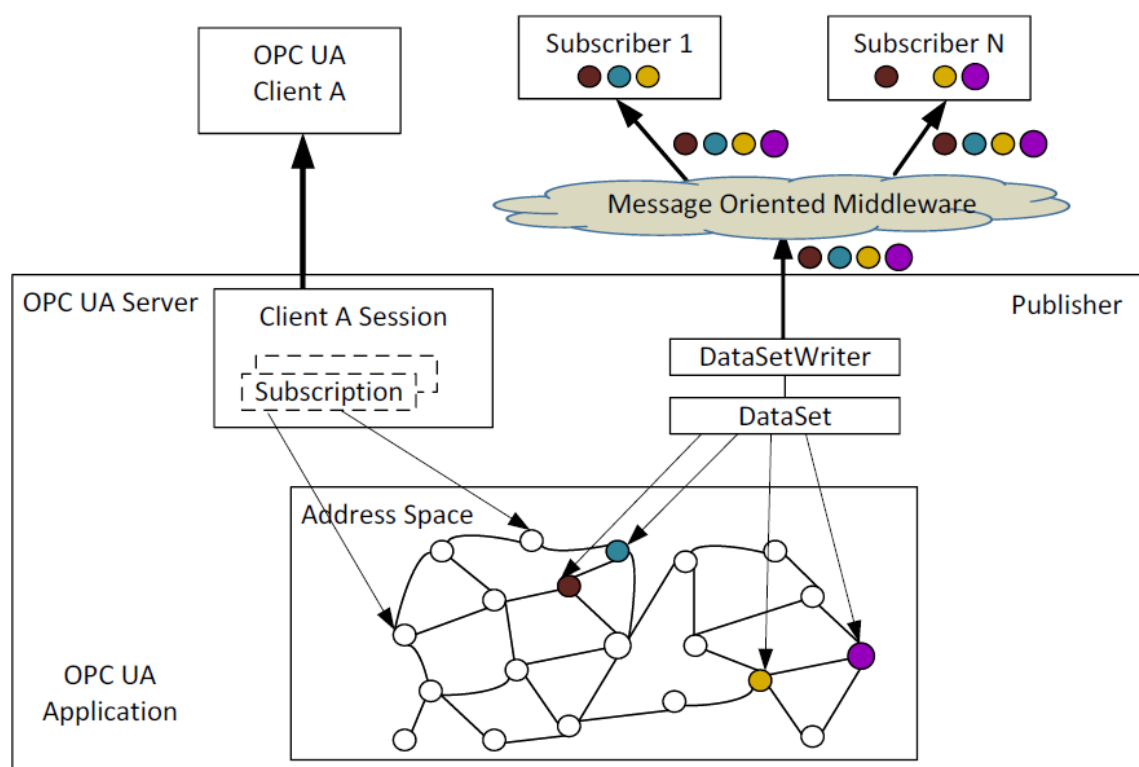 OPC UA
Client A
Subscriber 1
Subscriber N
Message Oriented Middleware
OPC UA Server
Publisher
Client A Session
Subscription
DataSetWriter
DataSet
Address Space
OPC UA
Application